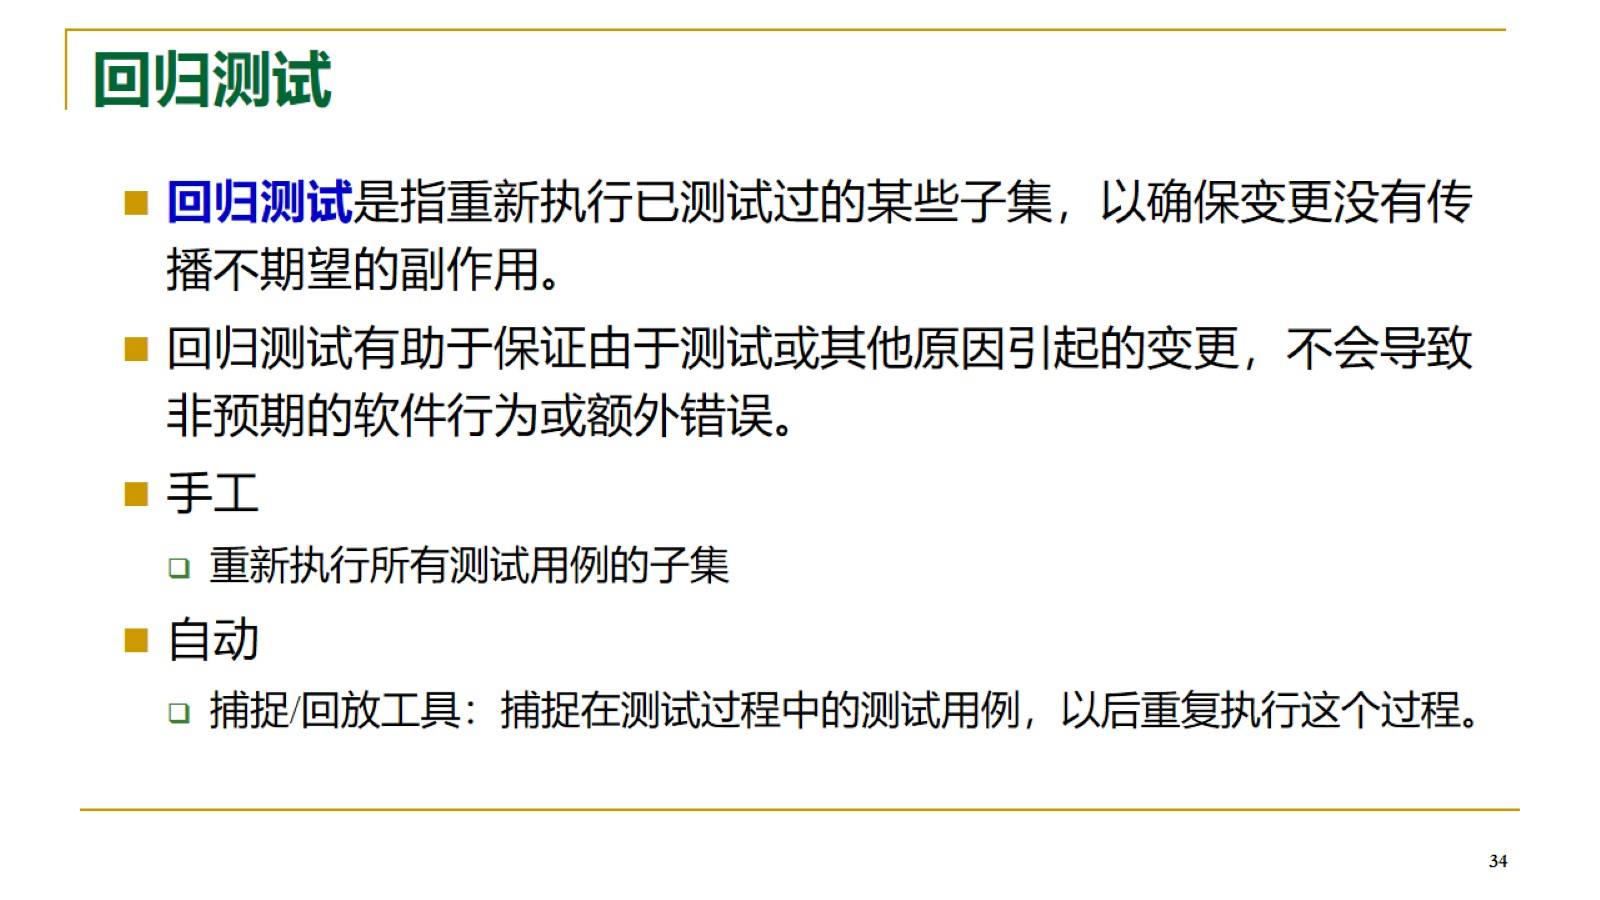 回归测试
回归测试是指重新执行已测试过的某些子集，以确保变更没有传
播不期望的副作用。
回归测试有助于保证由于测试或其他原因引起的变更，不会导致
非预期的软件行为或额外错误。
手工
重新执行所有测试用例的子集
自动
捕捉/回放工具：捕捉在测试过程中的测试用例，以后重复执行这个过程。
34